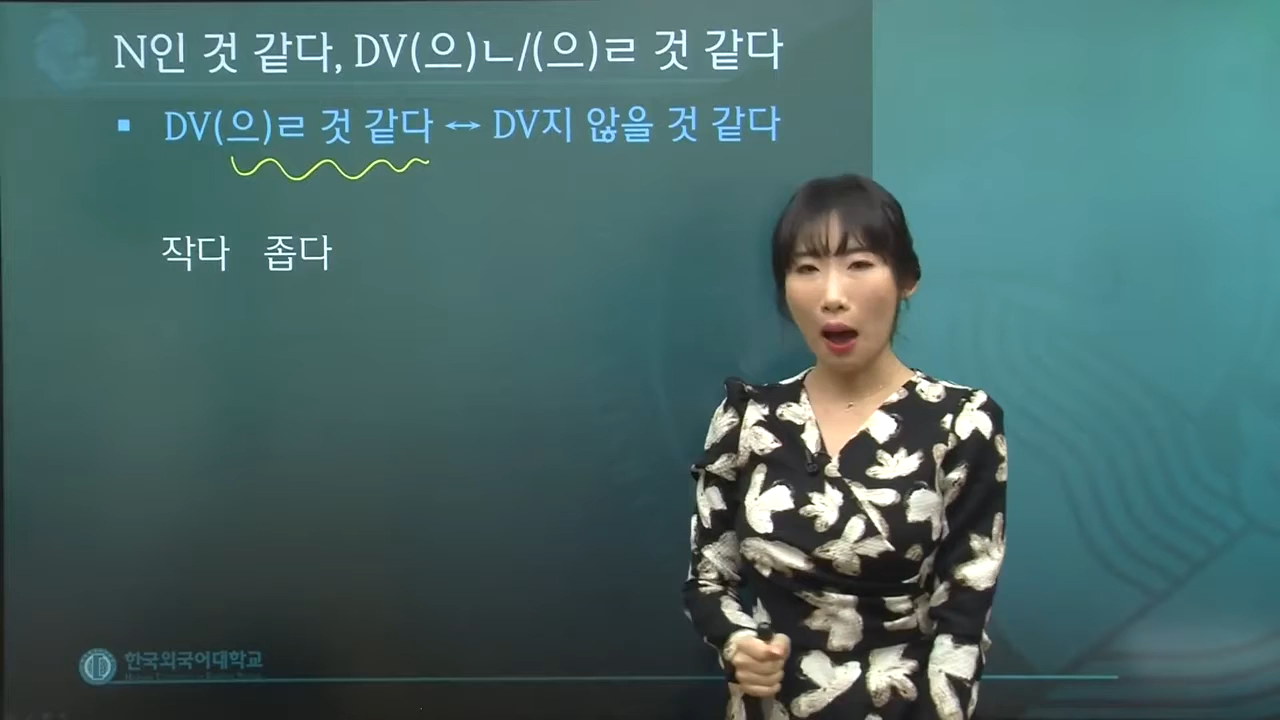 N인 것 같다, DV(으)ㄴ/(으)ㄹ 것 같다
▪ DV(으)ㄹ 것 같다 ↔ DV지 않을 것 같다
작다 좁다
한국외국어대학교